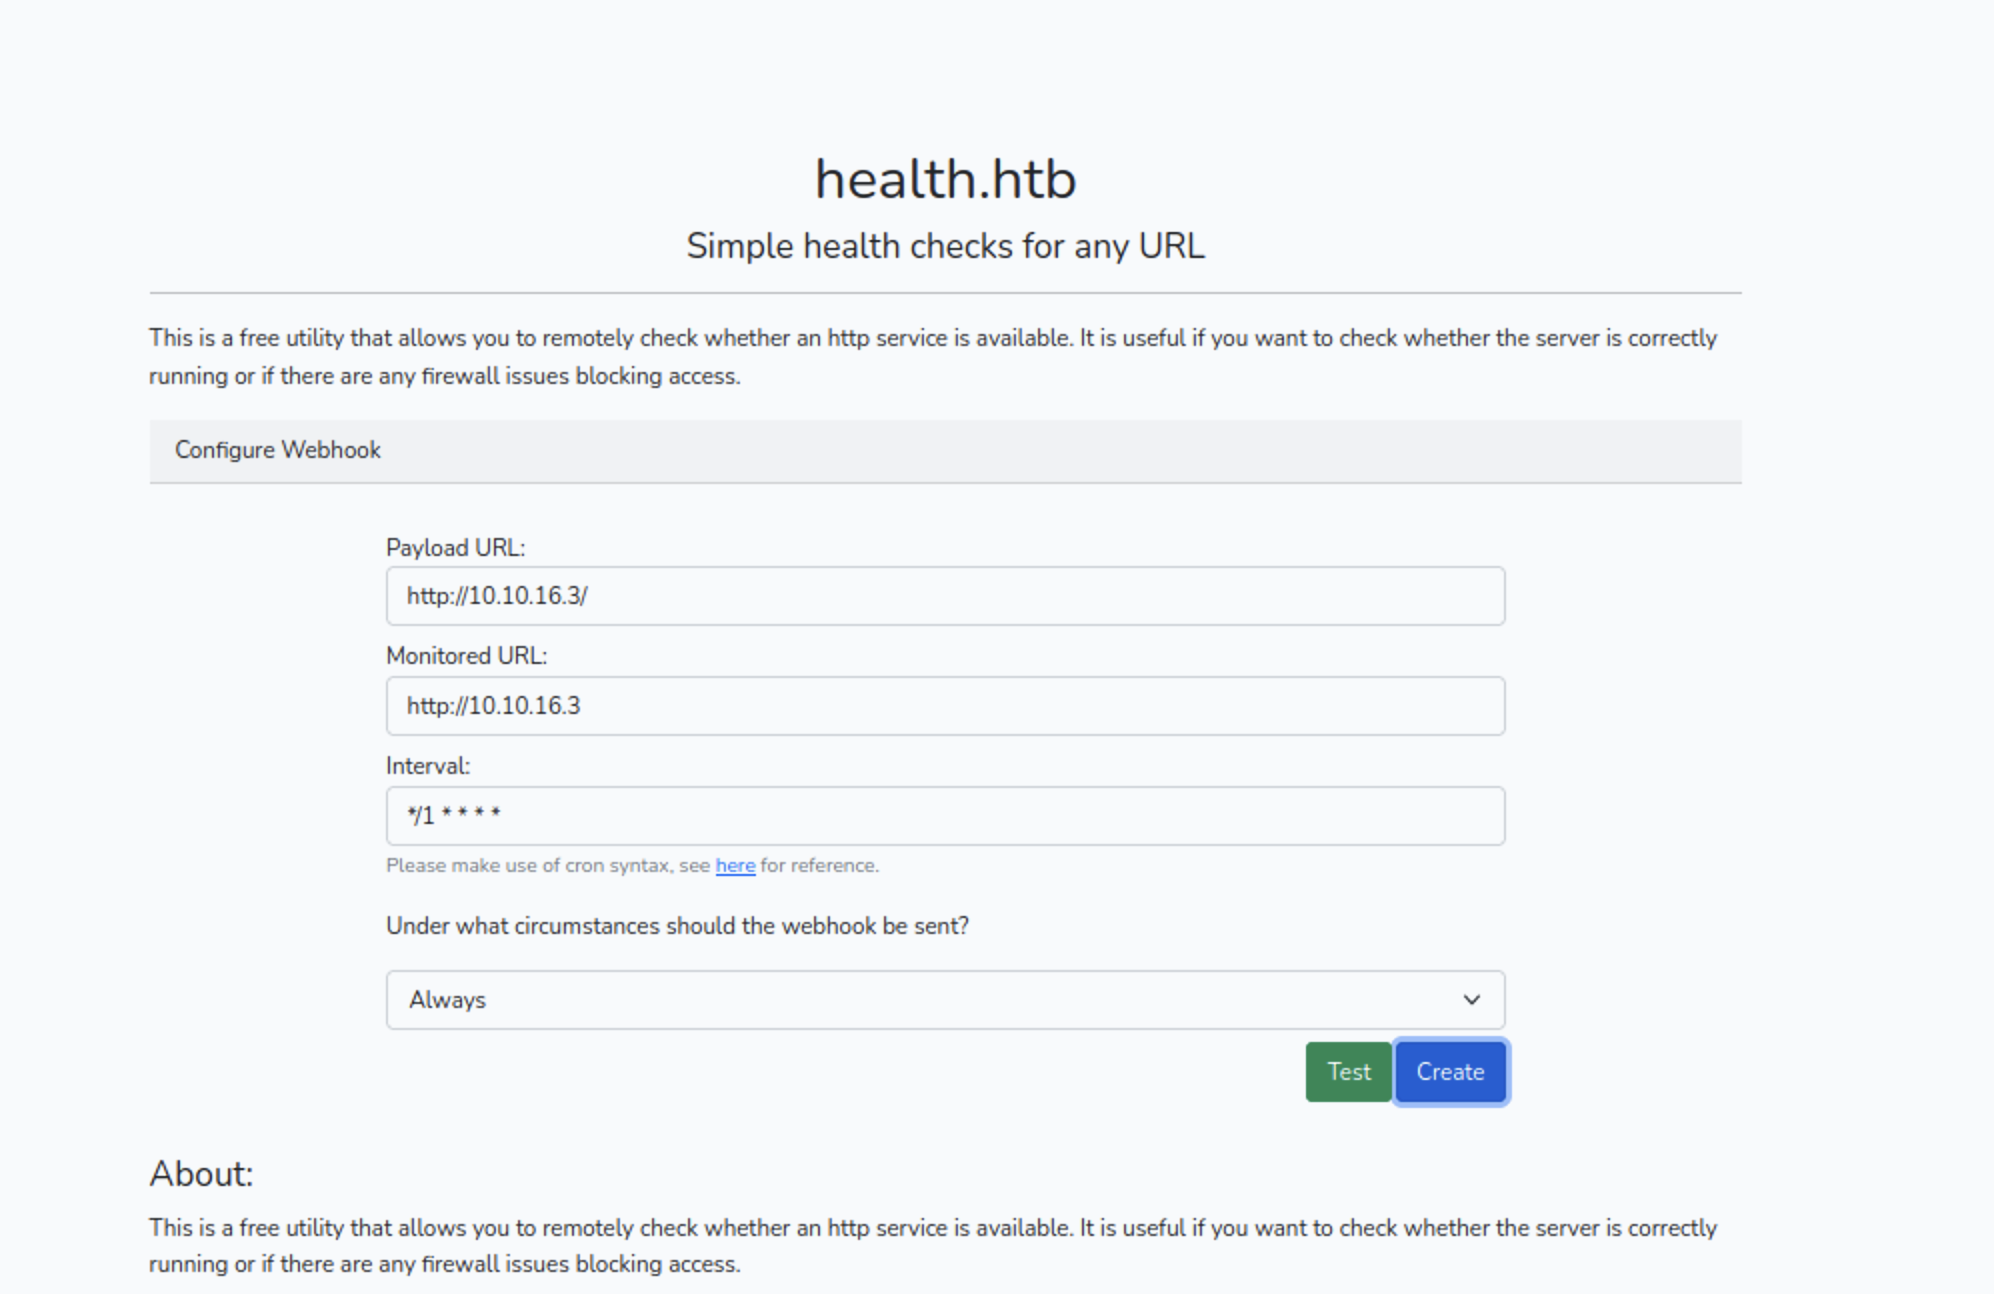 health.htb
Simple health checks for any URL
This is a free utility that allows you to remotely check whether an http service is available. It is useful if you want to check whether the server is correctly
running or if there are any firewall issues blocking access.
Configure Webhook
Payload URL:
http://10.10.16.3/
Monitored URL:
http://10.10.16.3
Interval:
*/1 * * * *
Please make use of cron syntax, see here for reference.
Under what circumstances should the webhook be sent?
Always
Test Create
About:
This is a free utility that allows you to remotely check whether an http service is available. It is useful if you want to check whether the server is correctly
running or if there are any firewall issues blocking access.